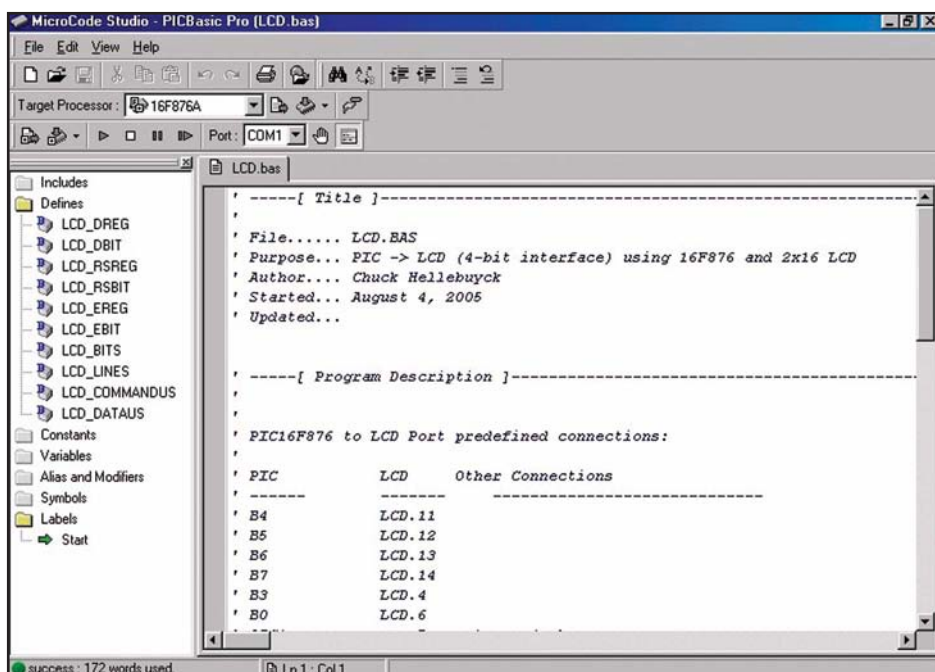 MicroCode Studio - PICBasic Pro (LCD.bas)
File Edit View Help
Target Processor : 16F876A
Port : COM1
Includes
Defines
LCD_DREG
LCD_DBIT
LCD_RSREG
LCD_RSBIT
LCD_EREG
LCD_EBIT
LCD_BITS
LCD_LINES
LCD_COMMANDUS
LCD_DATAUS
Constants
Variables
Alias and Modifiers
Symbols
Labels
Start
LCD.bas
' -----[ Title ]---------------------------------------------------------
'
' File...... LCD.BAS
' Purpose... PIC -> LCD (4-bit interface) using 16F876 and 2x16 LCD
' Author.... Chuck Hellebuyck
' Started... August 4, 2005
' Updated...
' -----[ Program Description ]-------------------------------------------
'
'
' PIC16F876 to LCD Port predefined connections:
'
' PIC LCD Other Connections
' ------ ------- -----------------------------
' B4 LCD.11
' B5 LCD.12
' B6 LCD.13
' B7 LCD.14
' B3 LCD.4
' B0 LCD.6
success : 172 words used.
Ln 1 : Col 1